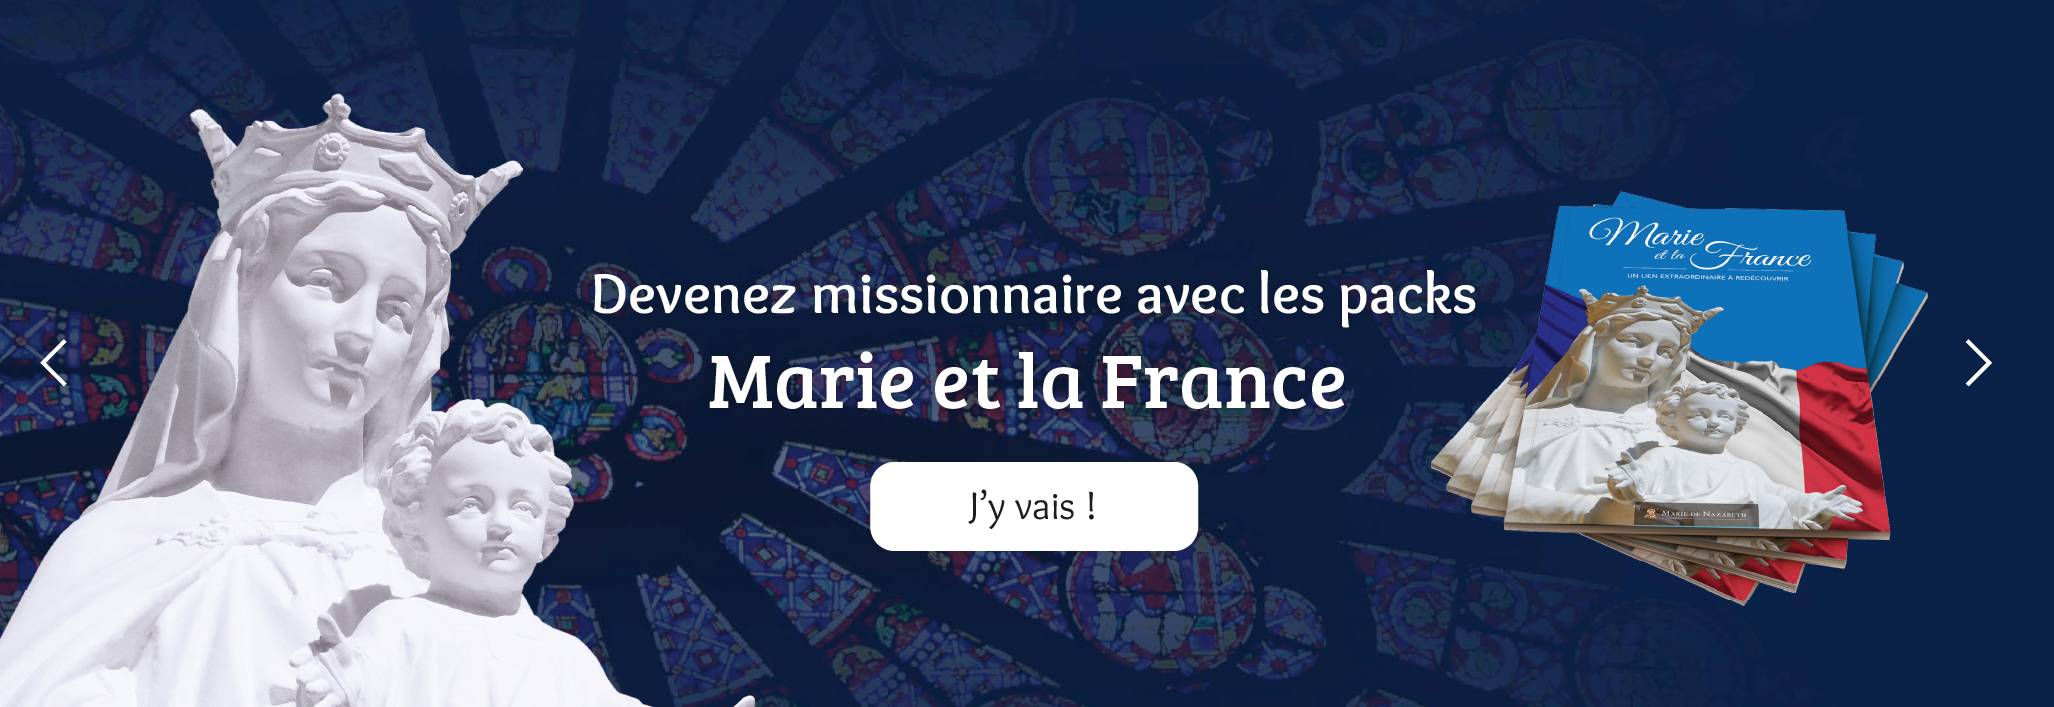 Devenez missionnaire avec les packs
Marie et la France
J’y vais !
Marie
et la France
UN LIEN EXTRAORDINAIRE À REDÉCOUVRIR
MARIE DE NAZARETH